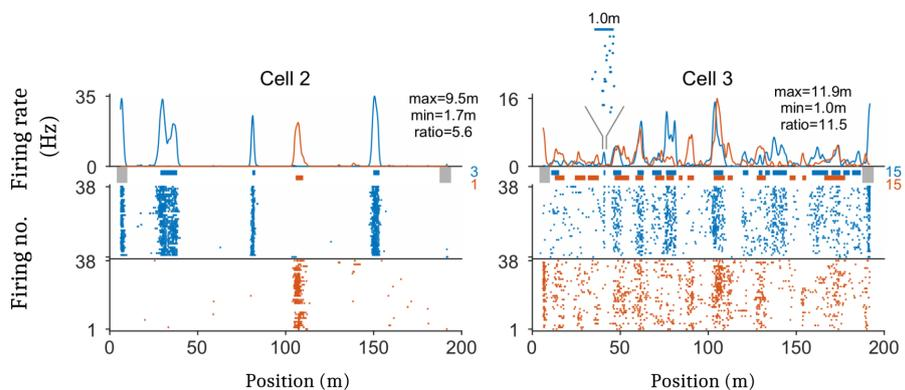 1.0m
Cell 2
Cell 3
Firing rate
(Hz)
35
0
max=9.5m
min=1.7m
ratio=5.6
3
1
16
0
max=11.9m
min=1.0m
ratio=11.5
15
15
Firing no.
38
38
1
38
38
1
0 50 100 150 200
0 50 100 150 200
Position (m)
Position (m)